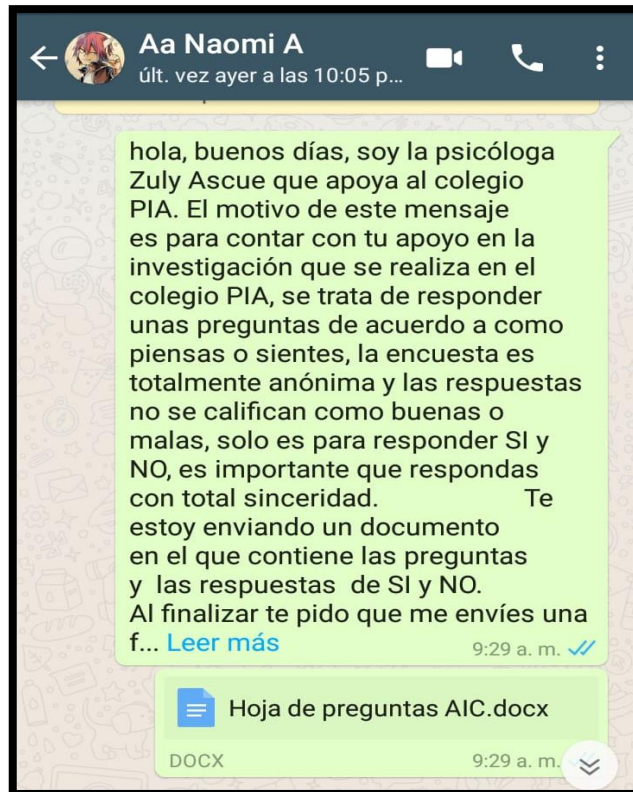 Aa Naomi A
últ. vez ayer a las 10:05 p...
hola, buenos días, soy la psicóloga
Zuly Ascue que apoya al colegio
PIA. El motivo de este mensaje
es para contar con tu apoyo en la
investigación que se realiza en el
colegio PIA, se trata de responder
unas preguntas de acuerdo a como
piensas o sientes, la encuesta es
totalmente anónima y las respuestas
no se califican como buenas o
malas, solo es para responder SI y
NO, es importante que respondas
con total sinceridad. Te
estoy enviando un documento
en el que contiene las preguntas
y las respuestas de SI y NO.
Al finalizar te pido que me envíes una
f... Leer más
9:29 a. m.
Hoja de preguntas AIC.docx
DOCX 9:29 a. m.